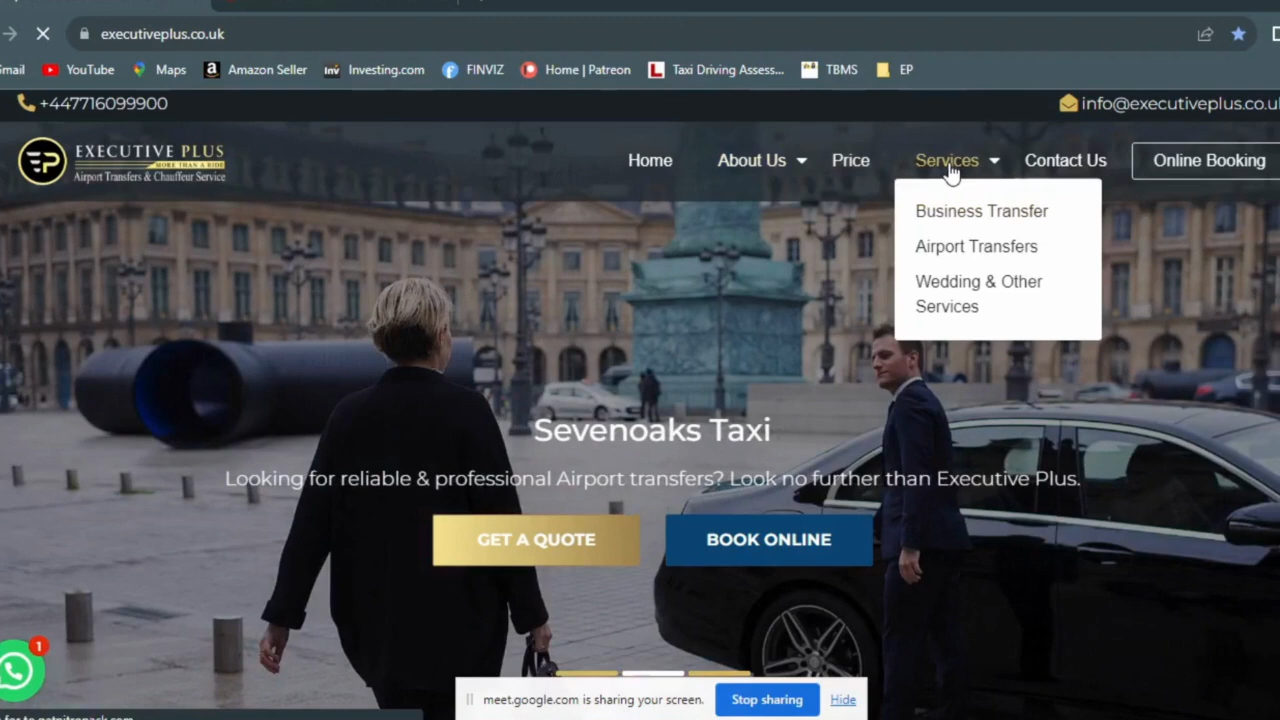 executiveplus.co.uk
YouTube
Maps
Amazon Seller
Investing.com
FINVIZ
Home | Patreon
Taxi Driving Assess...
TBMS
EP
+447716099900
info@executiveplus.co.u
EXECUTIVE PLUS
MORE THAN A RIDE
Airport Transfers & Chauffeur Service
Home
About Us
Price
Services
Contact Us
Online Booking
Business Transfer
Airport Transfers
Wedding & Other
Services
Sevenoaks Taxi
Looking for reliable & professional Airport transfers? Look no further than Executive Plus.
GET A QUOTE
BOOK ONLINE
1
meet.google.com is sharing your screen.
Stop sharing
Hide